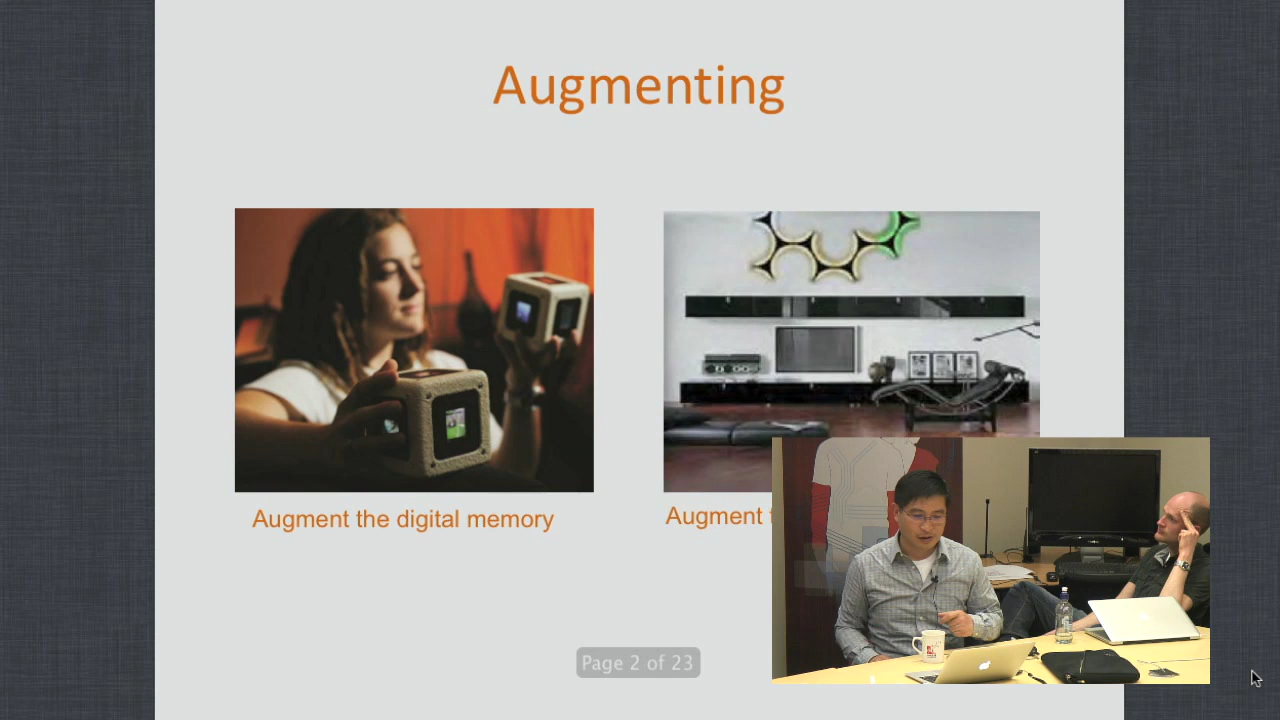 Augmenting
Augment the digital memory
Augment
Page 2 of 23